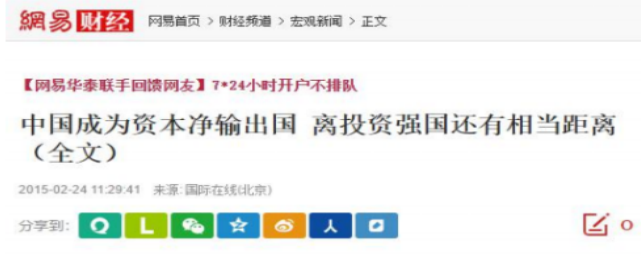 網易 财经 网易首页 > 财经频道 > 宏观新闻 > 正文
【网易华泰联手回馈网友】7*24小时开户不排队
中国成为资本净输出国 离投资强国还有相当距离
(全文)
2015-02-24 11:29:41 来源:国际在线(北京)
分享到: L 人 0